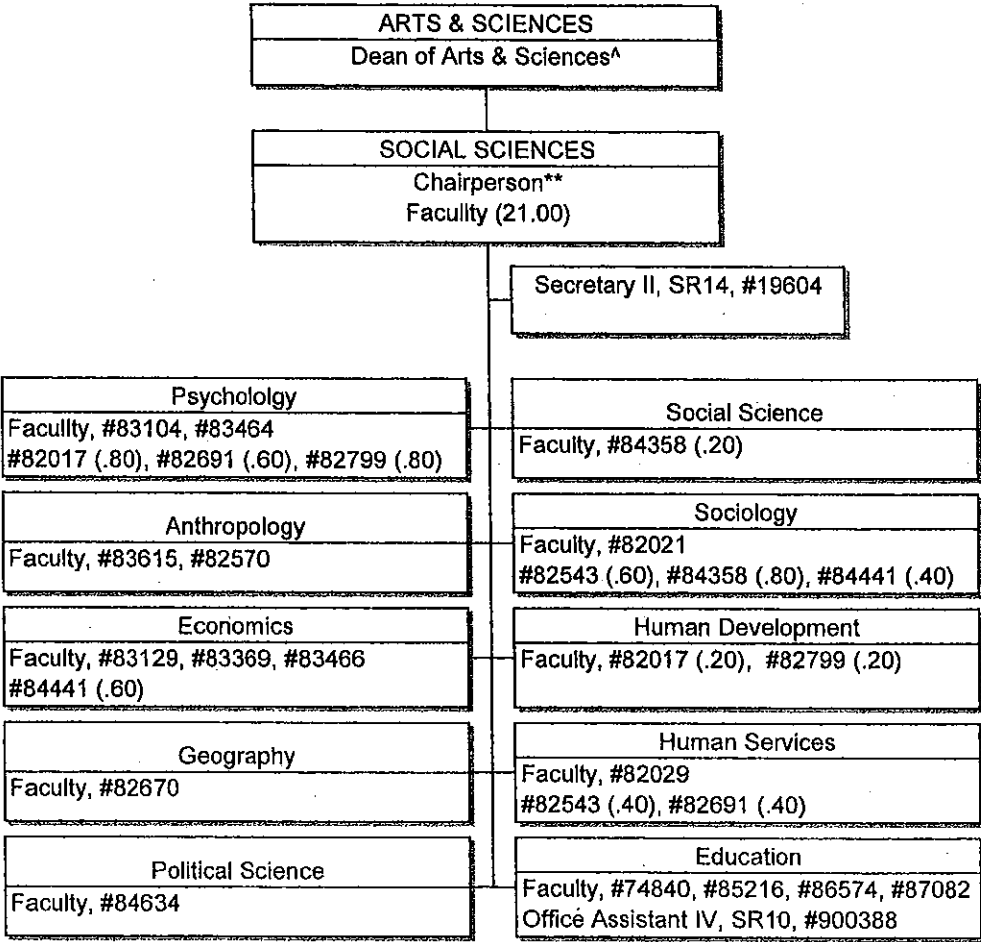 ARTS & SCIENCES
Dean of Arts & Sciences^
SOCIAL SCIENCES
Chairperson**
Facullty (21.00)
Secretary II, SR14, #19604
Psychololgy
Facullty, #83104, #83464
#82017 (.80), #82691 (.60), #82799 (.80)
Social Science
Faculty, #84358 (.20)
Anthropology
Faculty, #83615, #82570
Sociology
Faculty, #82021
#82543 (.60), #84358 (.80), #84441 (.40)
Economics
Faculty, #83129, #83369, #83466
#84441 (.60)
Human Development
Faculty, #82017 (.20), #82799 (.20)
Geography
Faculty, #82670
Human Services
Faculty, #82029
#82543 (.40), #82691 (.40)
Political Science
Faculty, #84634
Education
Faculty, #74840, #85216, #86574, #87082
Office Assistant IV, SR10, #900388